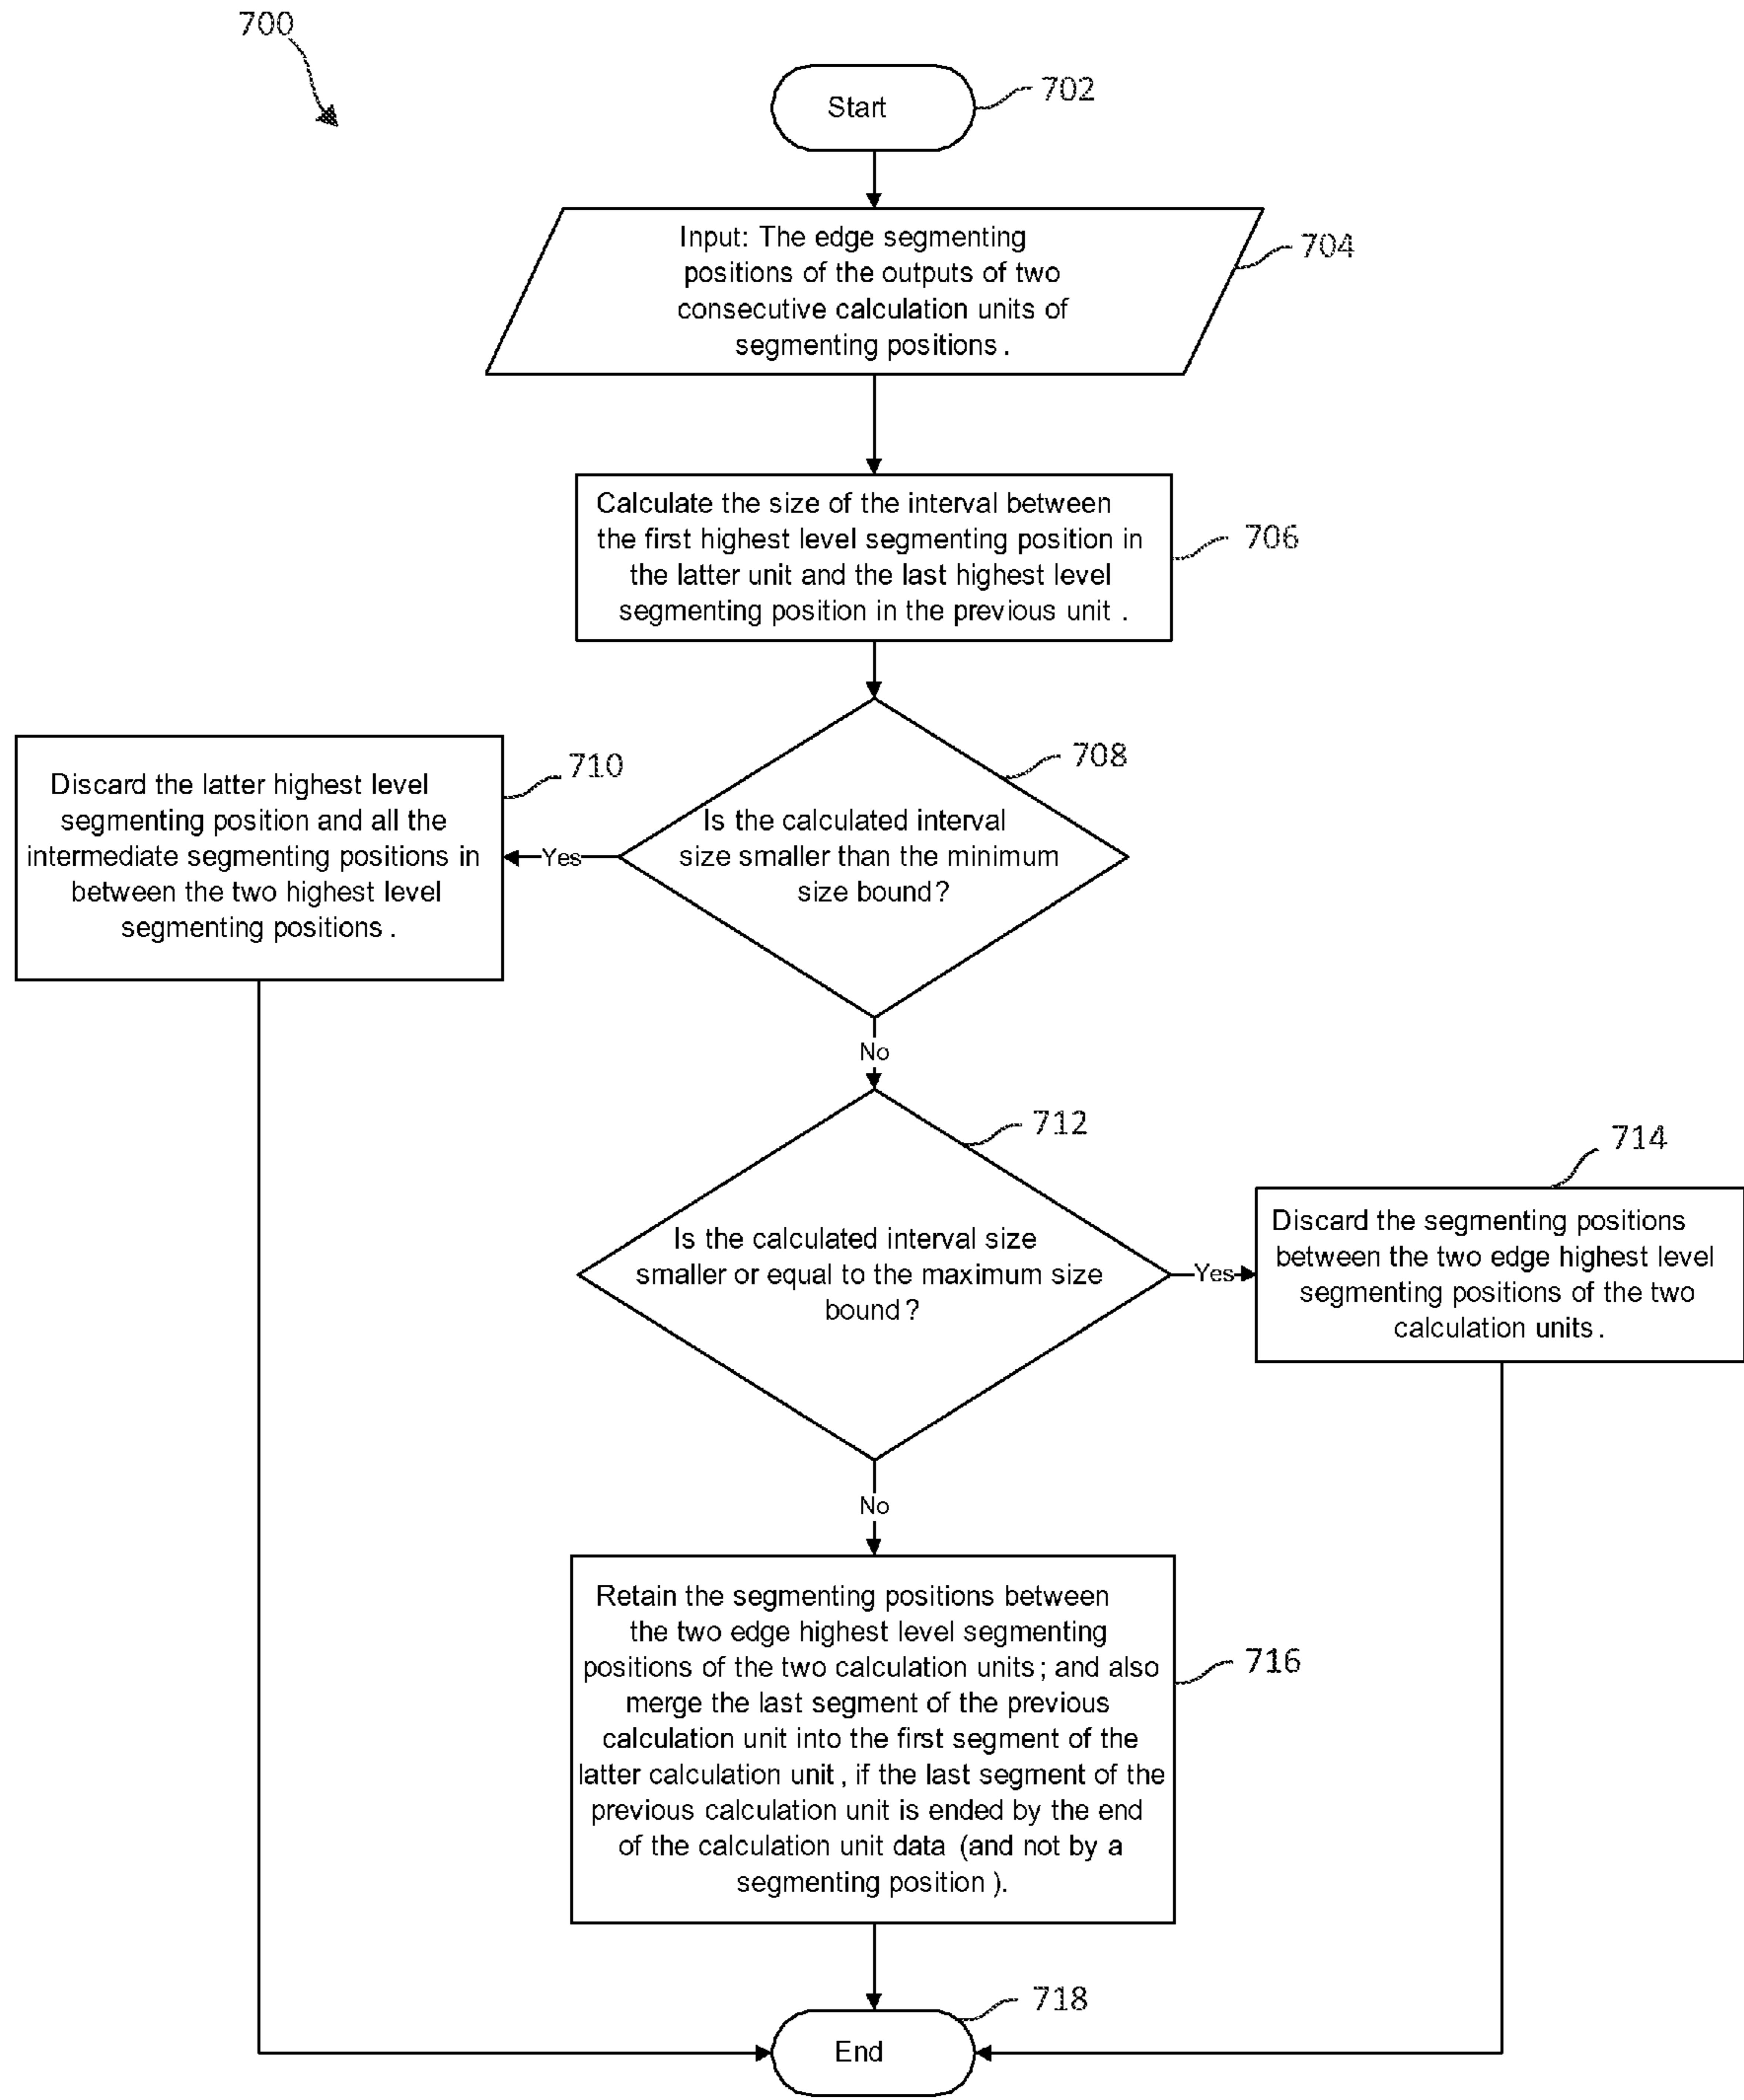 700
Start
702
Input: The edge segmenting
positions of the outputs of two
consecutive calculation units of
segmenting positions.
704
Calculate the size of the interval between
the first highest level segmenting position in
the latter unit and the last highest level
segmenting position in the previous unit.
706
708
Is the calculated interval
size smaller than the minimum
size bound?
Yes
710
Discard the latter highest level
segmenting position and all the
intermediate segmenting positions in
between the two highest level
segmenting positions.
No
712
Is the calculated interval size
smaller or equal to the maximum size
bound?
Yes
714
Discard the segmenting positions
between the two edge highest level
segmenting positions of the two
calculation units.
No
Retain the segmenting positions between
the two edge highest level segmenting
positions of the two calculation units; and also
merge the last segment of the previous
calculation unit into the first segment of the
latter calculation unit, if the last segment of the
previous calculation unit is ended by the end
of the calculation unit data (and not by a
segmenting position).
716
718
End